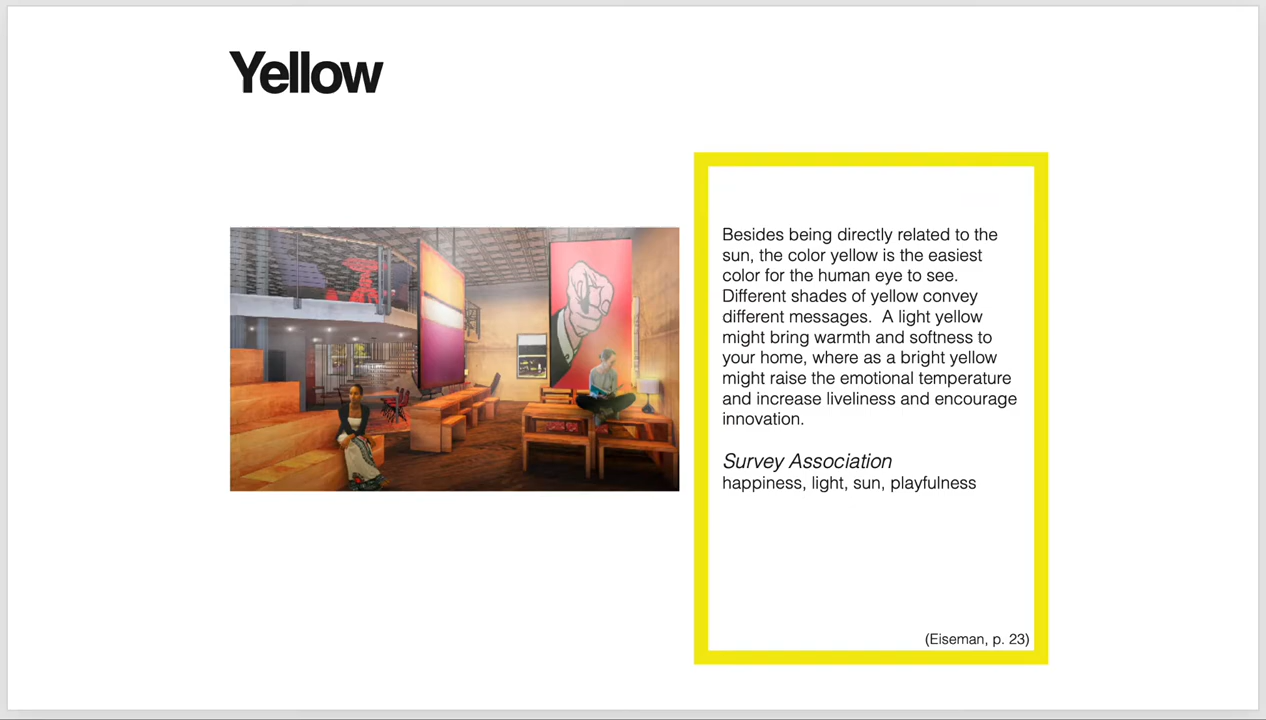 Yellow
Besides being directly related to the
sun, the color yellow is the easiest
color for the human eye to see.
Different shades of yellow convey
different messages.  A light yellow
might bring warmth and softness to
your home, where as a bright yellow
might raise the emotional temperature
and increase liveliness and encourage
innovation.
Survey Association
happiness, light, sun, playfulness
(Eiseman, p. 23)